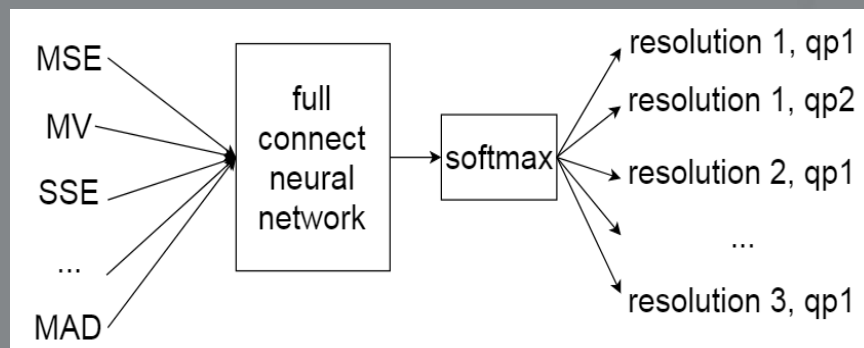 MSE
MV
SSE
...
MAD
full
connect
neural
network
softmax
resolution 1, qp1
resolution 1, qp2
resolution 2, qp1
...
resolution 3, qp1